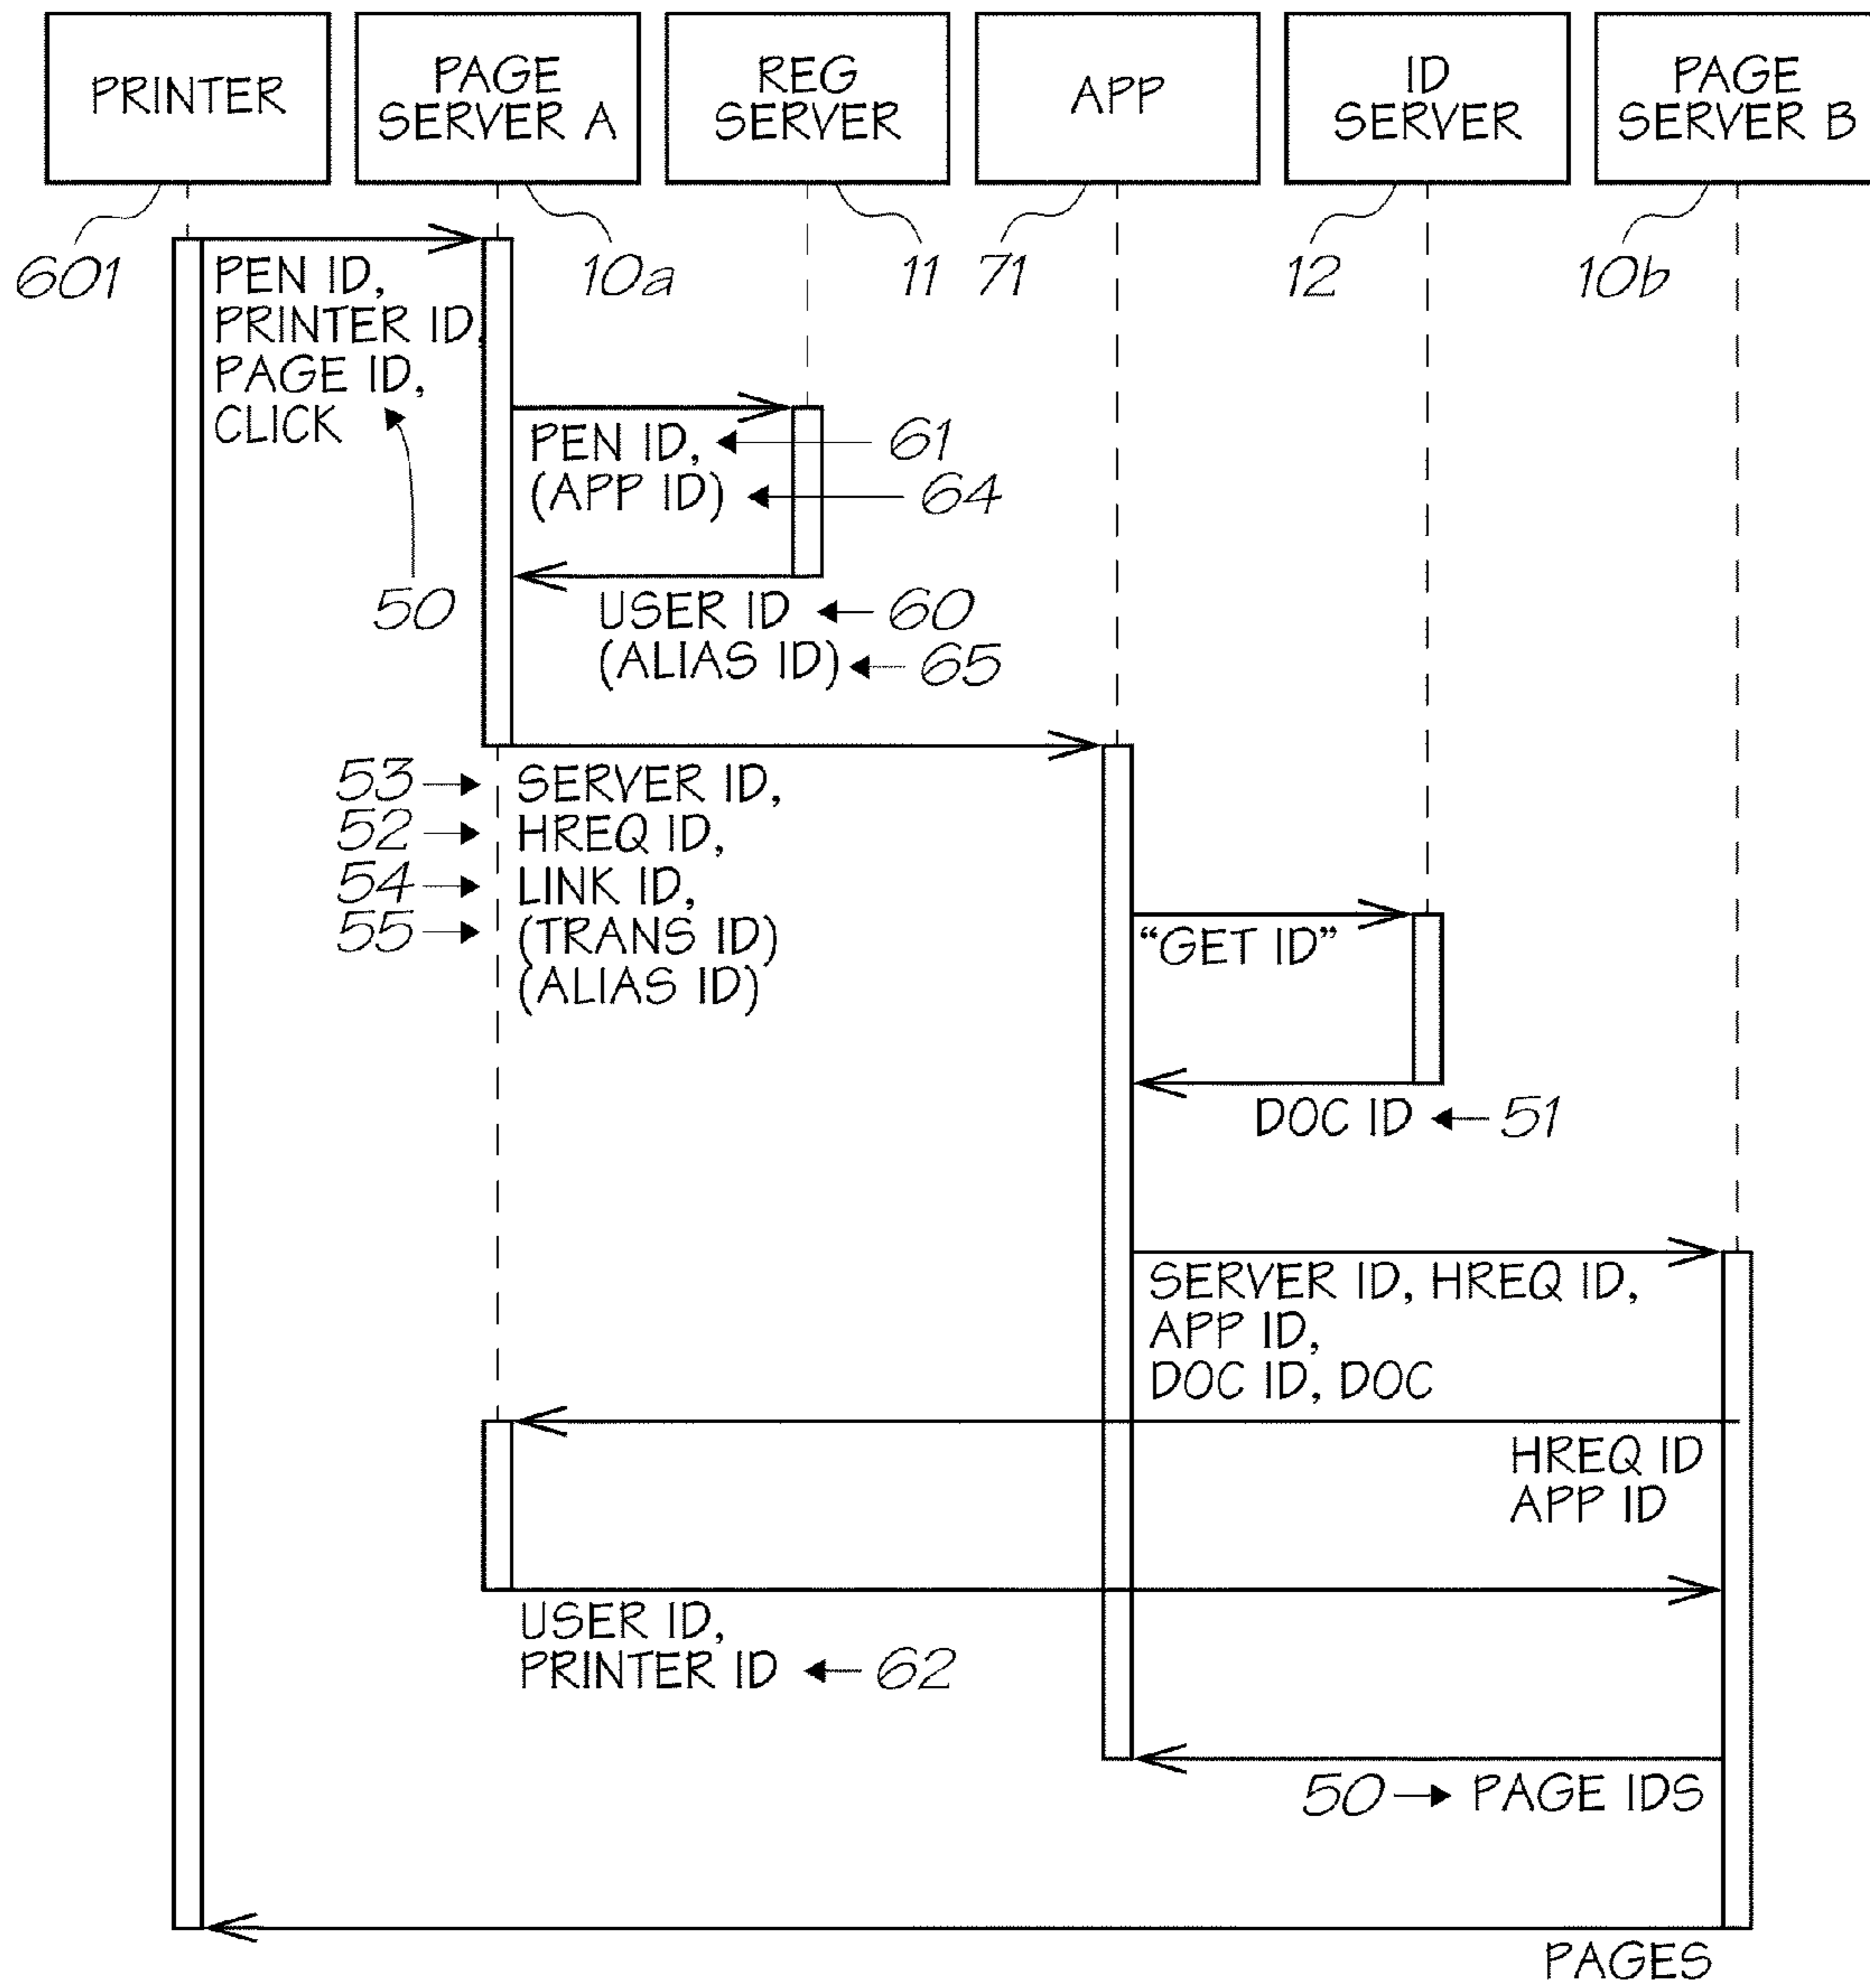 PRINTER
PAGE
SERVER A
REG
SERVER
APP
ID
SERVER
PAGE
SERVER B
601
10a
11
71
12
10b
PEN ID,
PRINTER ID,
PAGE ID,
CLICK
50
PEN ID,
61
(APP ID)
64
USER ID
60
(ALIAS ID)
65
53
SERVER ID,
52
HREQ ID,
54
LINK ID,
55
(TRANS ID)
(ALIAS ID)
“GET ID”
DOC ID
51
SERVER ID, HREQ ID,
APP ID,
DOC ID, DOC
HREQ ID
APP ID
USER ID,
PRINTER ID
62
50
PAGE IDS
PAGES